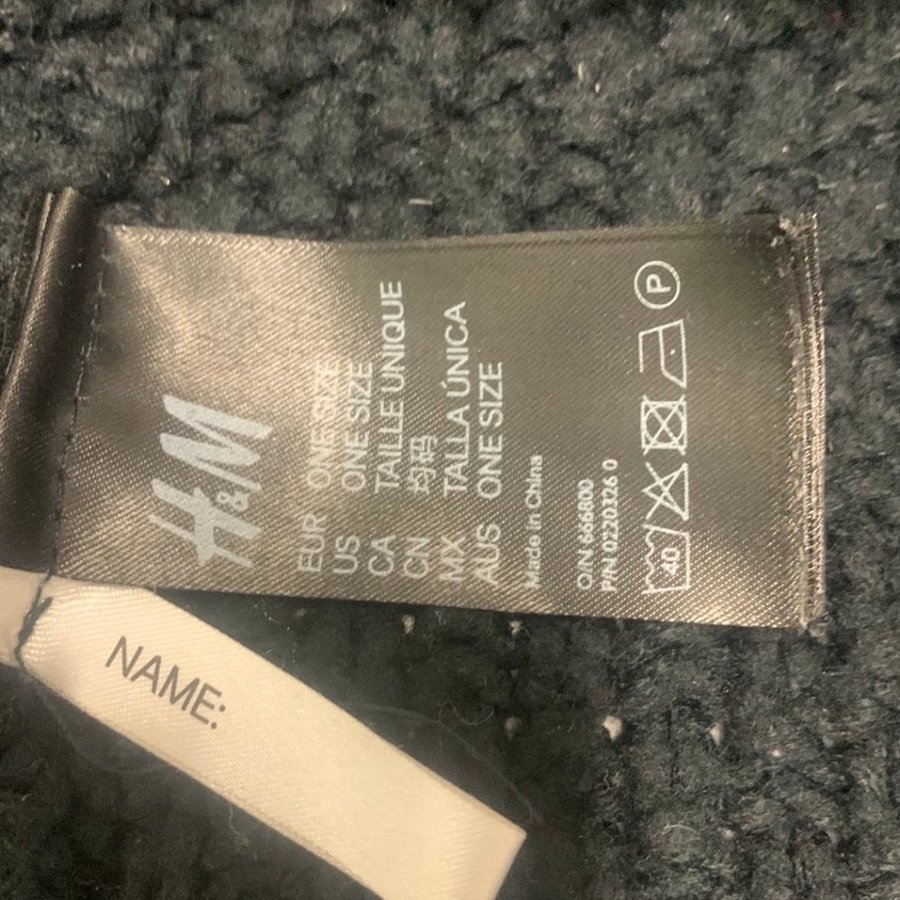 H&M
EUR ONE SIZE
US ONE SIZE
CA TAILLE UNIQUE
CN 均码
MX TALLA ÚNICA
AUS ONE SIZE
Made in China
O/N 666800
P/N 0220326 0
40
P
NAME: